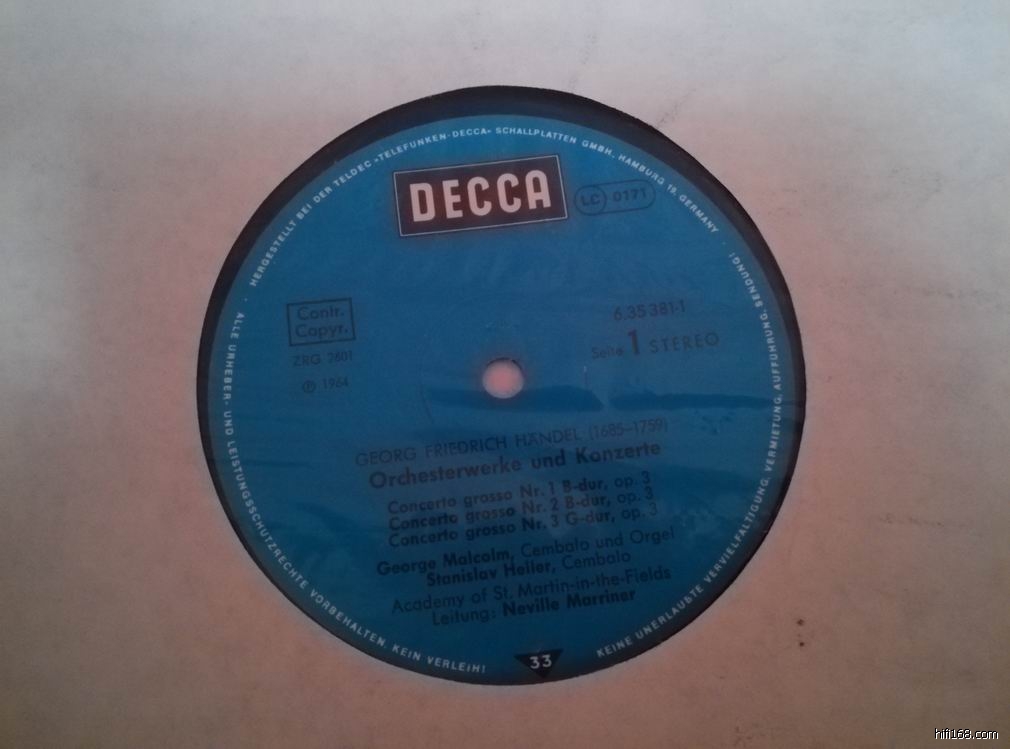 HERGESTELLT BEI DER TELDEC »TELEFUNKEN-DECCA« SCHALLPLATTEN GMBH, HAMBURG 19, GERMANY ·
DECCA
LC 0171
Contr.
Copyr.
6.35381-1
ZRG 2601
Seite 1 STEREO
Ⓟ 1964
GEORG FRIEDRICH HÄNDEL (1685–1759)
Orchesterwerke und Konzerte
Concerto grosso Nr. 1 B-dur, op. 3
Concerto grosso Nr. 2 B-dur, op. 3
Concerto grosso Nr. 3 G-dur, op. 3
George Malcolm, Cembalo und Orgel
Stanislav Heller, Cembalo
Academy of St. Martin-in-the-Fields
Leitung: Neville Marriner
33
· ALLE URHEBER- UND LEISTUNGSSCHUTZRECHTE VORBEHALTEN. KEIN VERLEIH!
KEINE UNERLAUBTE VERVIELFÄLTIGUNG, VERMIETUNG, AUFFÜHRUNG, SENDUNG!
hifi168.com